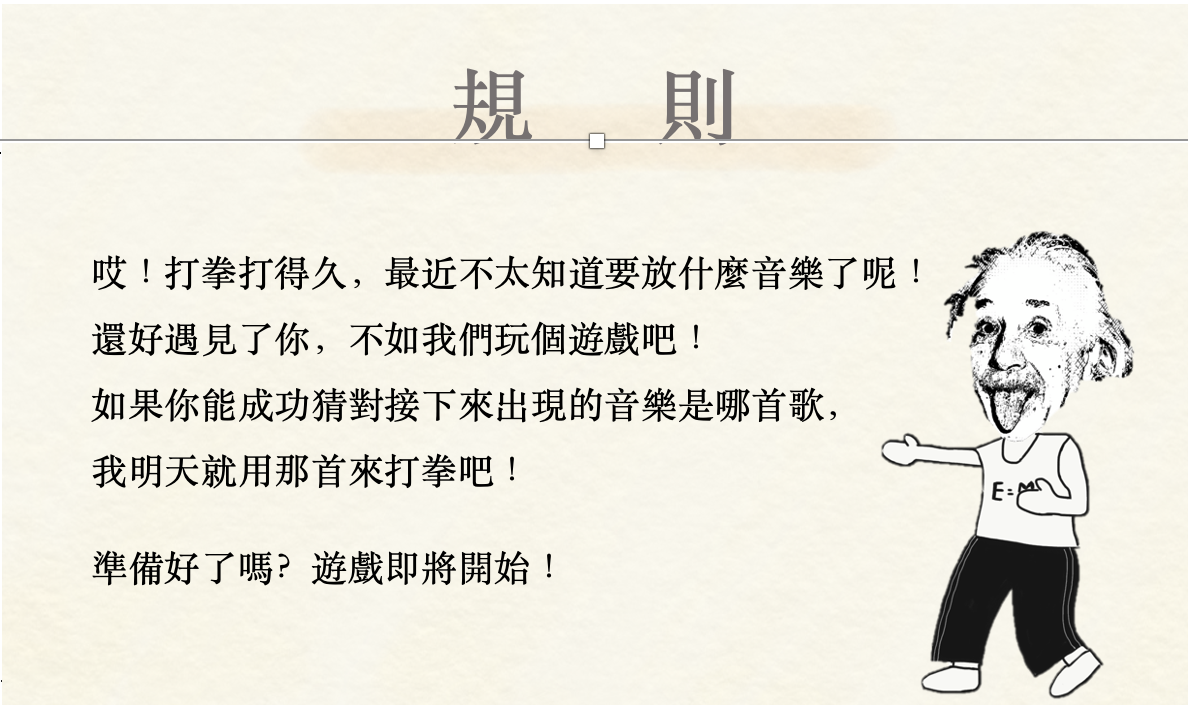 規 則
哎！打拳打得久，最近不太知道要放什麼音樂了呢！
還好遇見了你，不如我們玩個遊戲吧！
如果你能成功猜對接下來出現的音樂是哪首歌，
我明天就用那首來打拳吧！
準備好了嗎？遊戲即將開始！
E=M